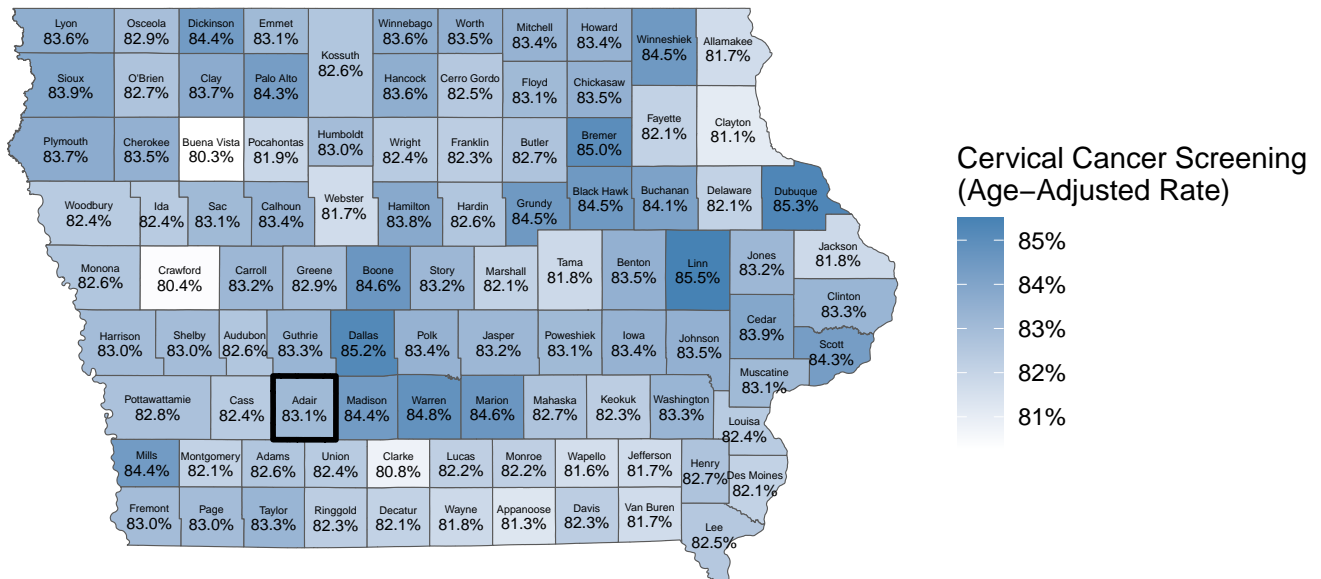 Lyon
83.6%
Osceola
82.9%
Dickinson
84.4%
Emmet
83.1%
Kossuth
82.6%
Winnebago
83.6%
Worth
83.5%
Mitchell
83.4%
Howard
83.4%
Winneshiek
84.5%
Allamakee
81.7%
Sioux
83.9%
O'Brien
82.7%
Clay
83.7%
Palo Alto
84.3%
Hancock
83.6%
Cerro Gordo
82.5%
Floyd
83.1%
Chickasaw
83.5%
Fayette
82.1%
Clayton
81.1%
Plymouth
83.7%
Cherokee
83.5%
Buena Vista
80.3%
Pocahontas
81.9%
Humboldt
83.0%
Wright
82.4%
Franklin
82.3%
Butler
82.7%
Bremer
85.0%
Woodbury
82.4%
Ida
82.4%
Sac
83.1%
Calhoun
83.4%
Webster
81.7%
Hamilton
83.8%
Hardin
82.6%
Grundy
84.5%
Black Hawk
84.5%
Buchanan
84.1%
Delaware
82.1%
Dubuque
85.3%
Monona
82.6%
Crawford
80.4%
Carroll
83.2%
Greene
82.9%
Boone
84.6%
Story
83.2%
Marshall
82.1%
Tama
81.8%
Benton
83.5%
Linn
85.5%
Jones
83.2%
Jackson
81.8%
Clinton
83.3%
Harrison
83.0%
Shelby
83.0%
Audubon
82.6%
Guthrie
83.3%
Dallas
85.2%
Polk
83.4%
Jasper
83.2%
Poweshiek
83.1%
Iowa
83.4%
Johnson
83.5%
Cedar
83.9%
Scott
84.3%
Muscatine
83.1%
Pottawattamie
82.8%
Cass
82.4%
Adair
83.1%
Madison
84.4%
Warren
84.8%
Marion
84.6%
Mahaska
82.7%
Keokuk
82.3%
Washington
83.3%
Louisa
82.4%
Mills
84.4%
Montgomery
82.1%
Adams
82.6%
Union
82.4%
Clarke
80.8%
Lucas
82.2%
Monroe
82.2%
Wapello
81.6%
Jefferson
81.7%
Henry
82.7%
Des Moines
82.1%
Fremont
83.0%
Page
83.0%
Taylor
83.3%
Ringgold
82.3%
Decatur
82.1%
Wayne
81.8%
Appanoose
81.3%
Davis
82.3%
Van Buren
81.7%
Lee
82.5%
Cervical Cancer Screening
(Age−Adjusted Rate)
85%
84%
83%
82%
81%